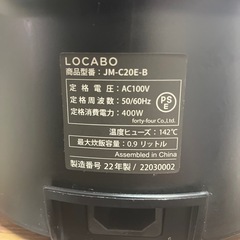 LOCABO
商品型番: JM-C20E-B
定格電圧: AC100V
定格周波数: 50/60Hz
定格消費電力: 400W
PSE
forty-four Co.,Ltd.
温度ヒューズ: 142℃
最大炊飯容量: 0.9 リットル
Assembled in China
製造番号 22年製 / 22030002